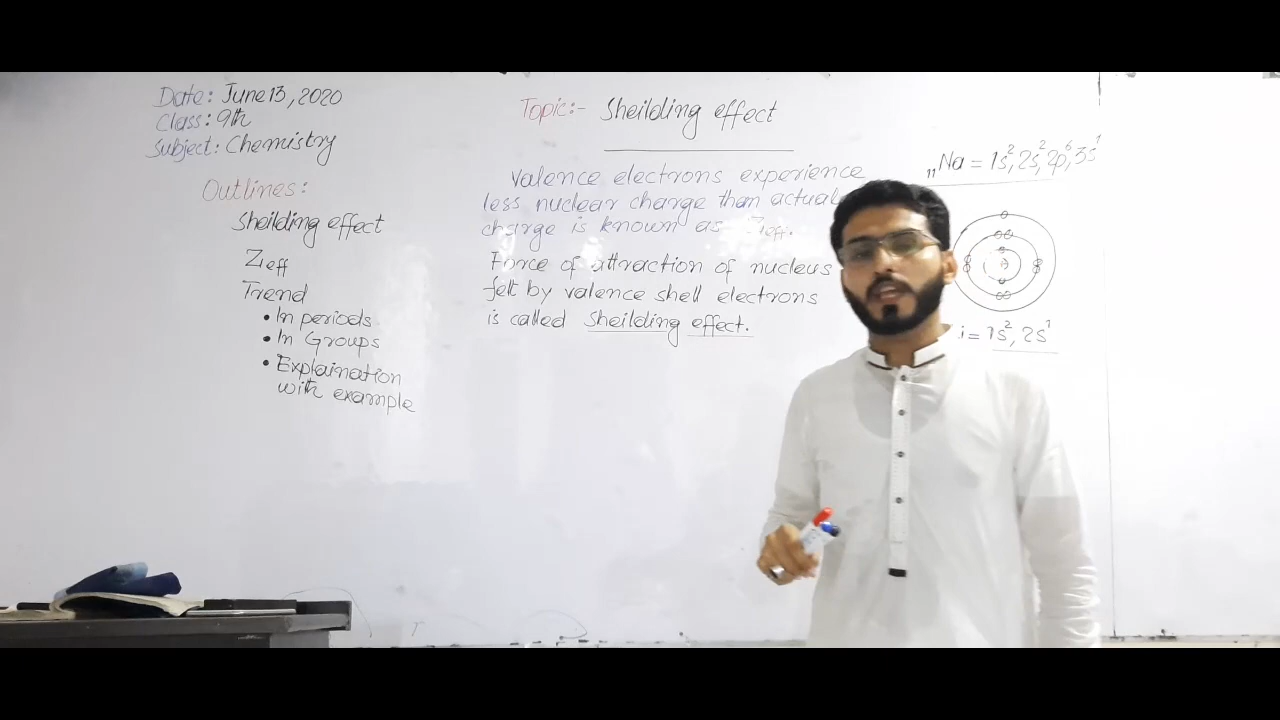 Date: June 13, 2020
Class: 9th
Subject: Chemistry
Outlines:
Sheilding effect
Zeff
Trend
• In periods
• In Groups
• Explaination
with example
Topic:- Sheilding effect
Valence electrons experience
less nuclear charge than actual
charge is known as Zeff.
Force of attraction of nucleus
felt by valence shell electrons
is called Sheilding effect.
₁₁Na = 1s², 2s², 2p⁶, 3s¹
i = 1s², 2s¹